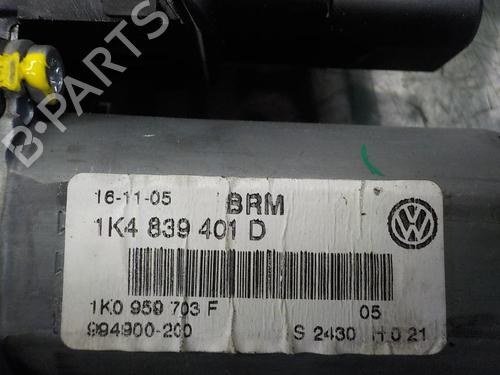 B-PARTS
16-11-05 BRM
1K4 839 401 D
1K0 959 703 F 05
994900-200 S 2430 H 0 21